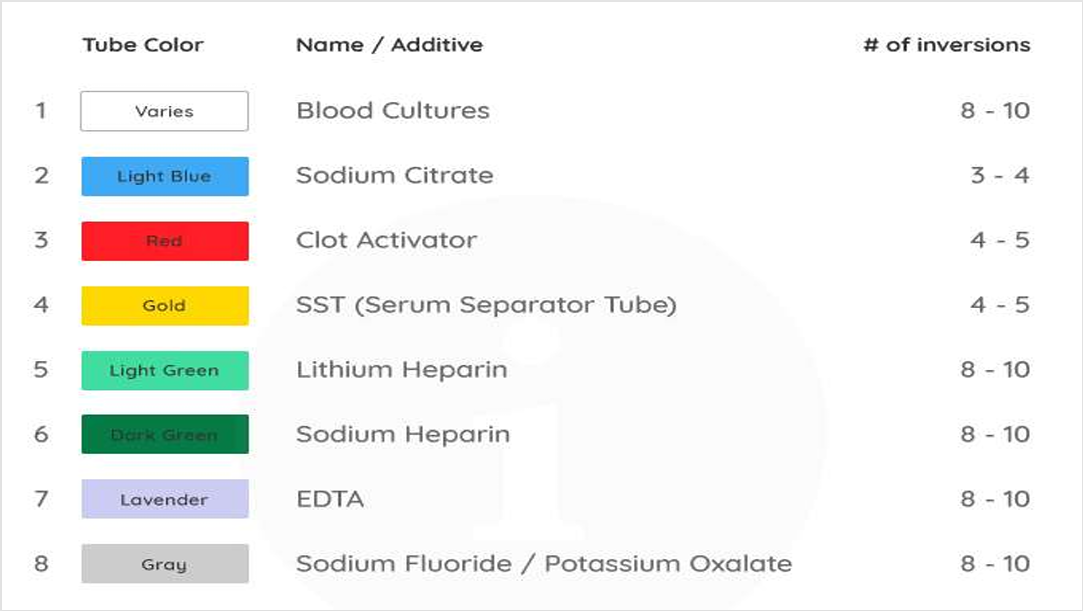 Tube Color Name / Additive # of inversions
1 Varies Blood Cultures 8 - 10
2 Light Blue Sodium Citrate 3 - 4
3 Red Clot Activator 4 - 5
4 Gold SST (Serum Separator Tube) 4 - 5
5 Light Green Lithium Heparin 8 - 10
6 Dark Green Sodium Heparin 8 - 10
7 Lavender EDTA 8 - 10
8 Gray Sodium Fluoride / Potassium Oxalate 8 - 10